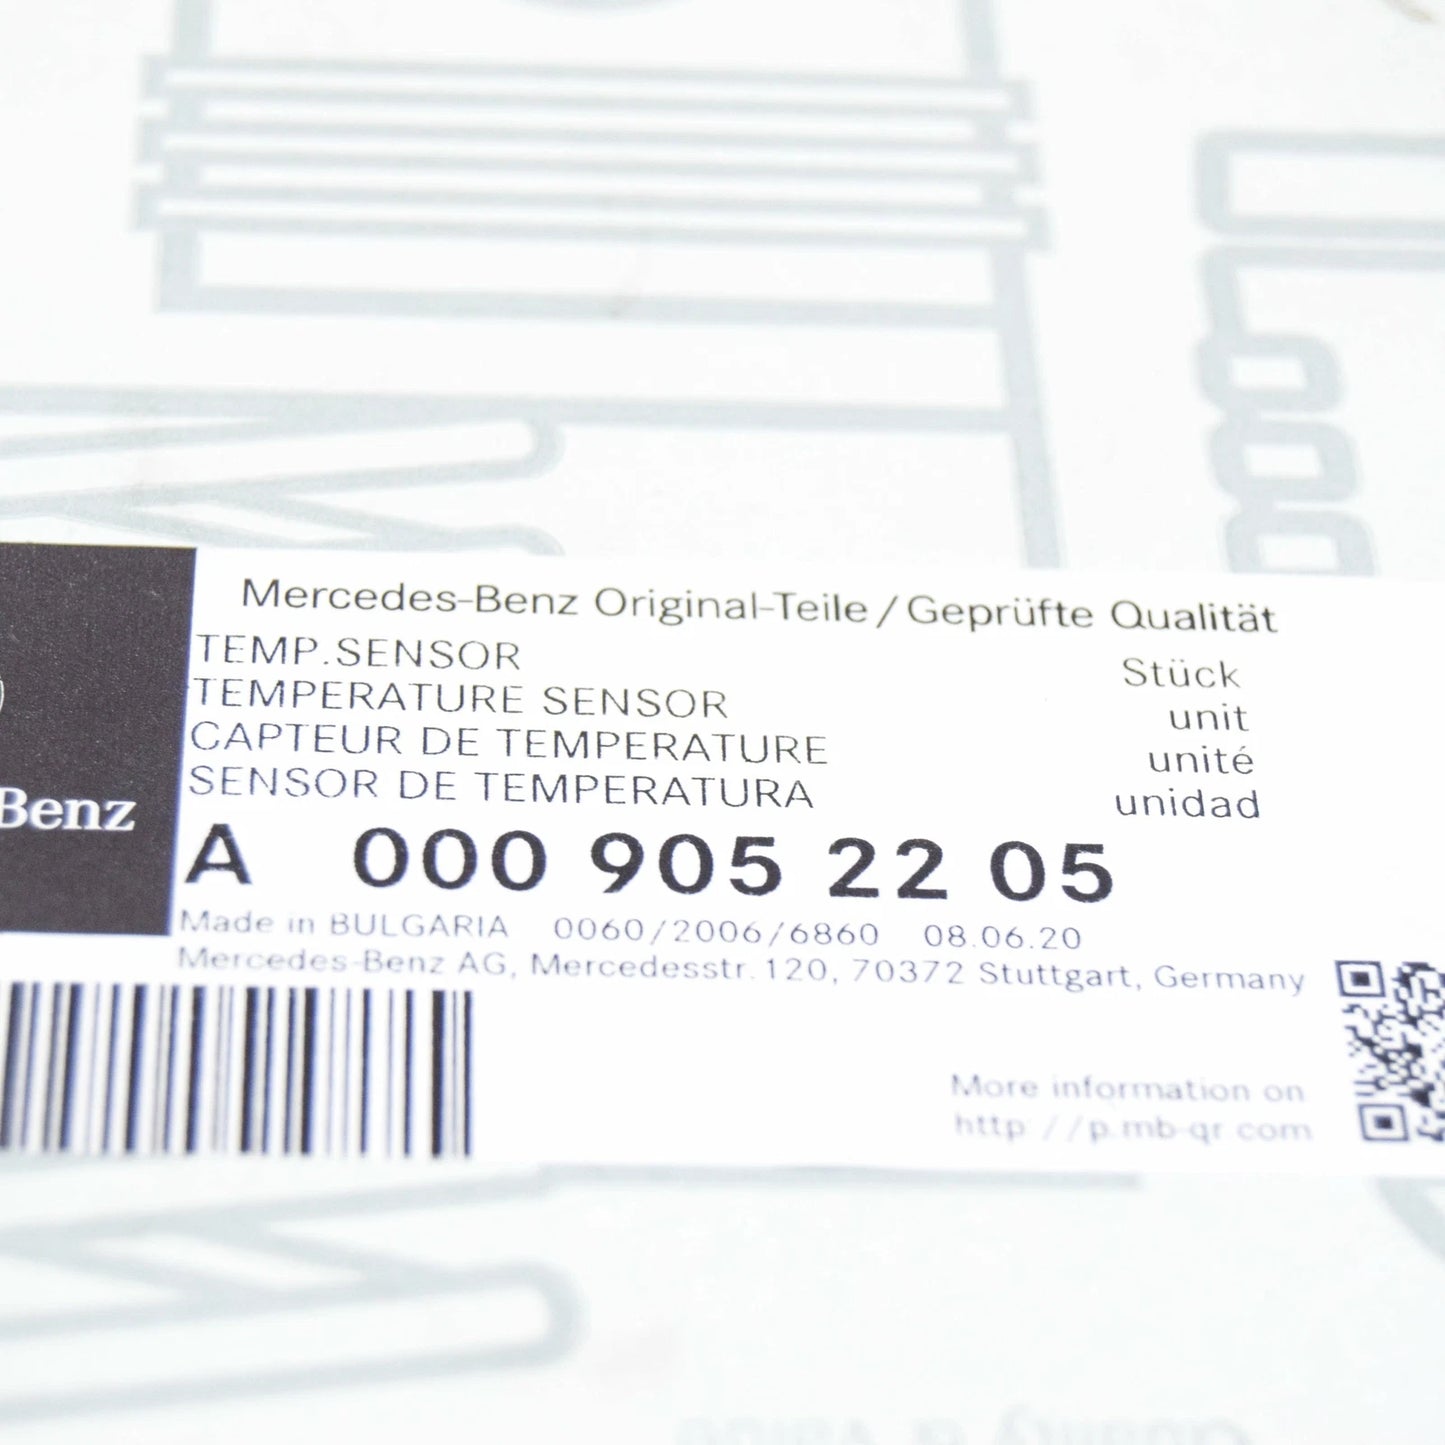 Mercedes-Benz Original-Teile / Geprüfte Qualität
TEMP.SENSOR Stück
TEMPERATURE SENSOR unit
CAPTEUR DE TEMPERATURE unité
SENSOR DE TEMPERATURA unidad
Benz
A 000 905 22 05
Made in BULGARIA 0060/2006/6860 08.06.20
Mercedes-Benz AG, Mercedesstr. 120, 70372 Stuttgart, Germany
More information on
http://p.mb-qr.com